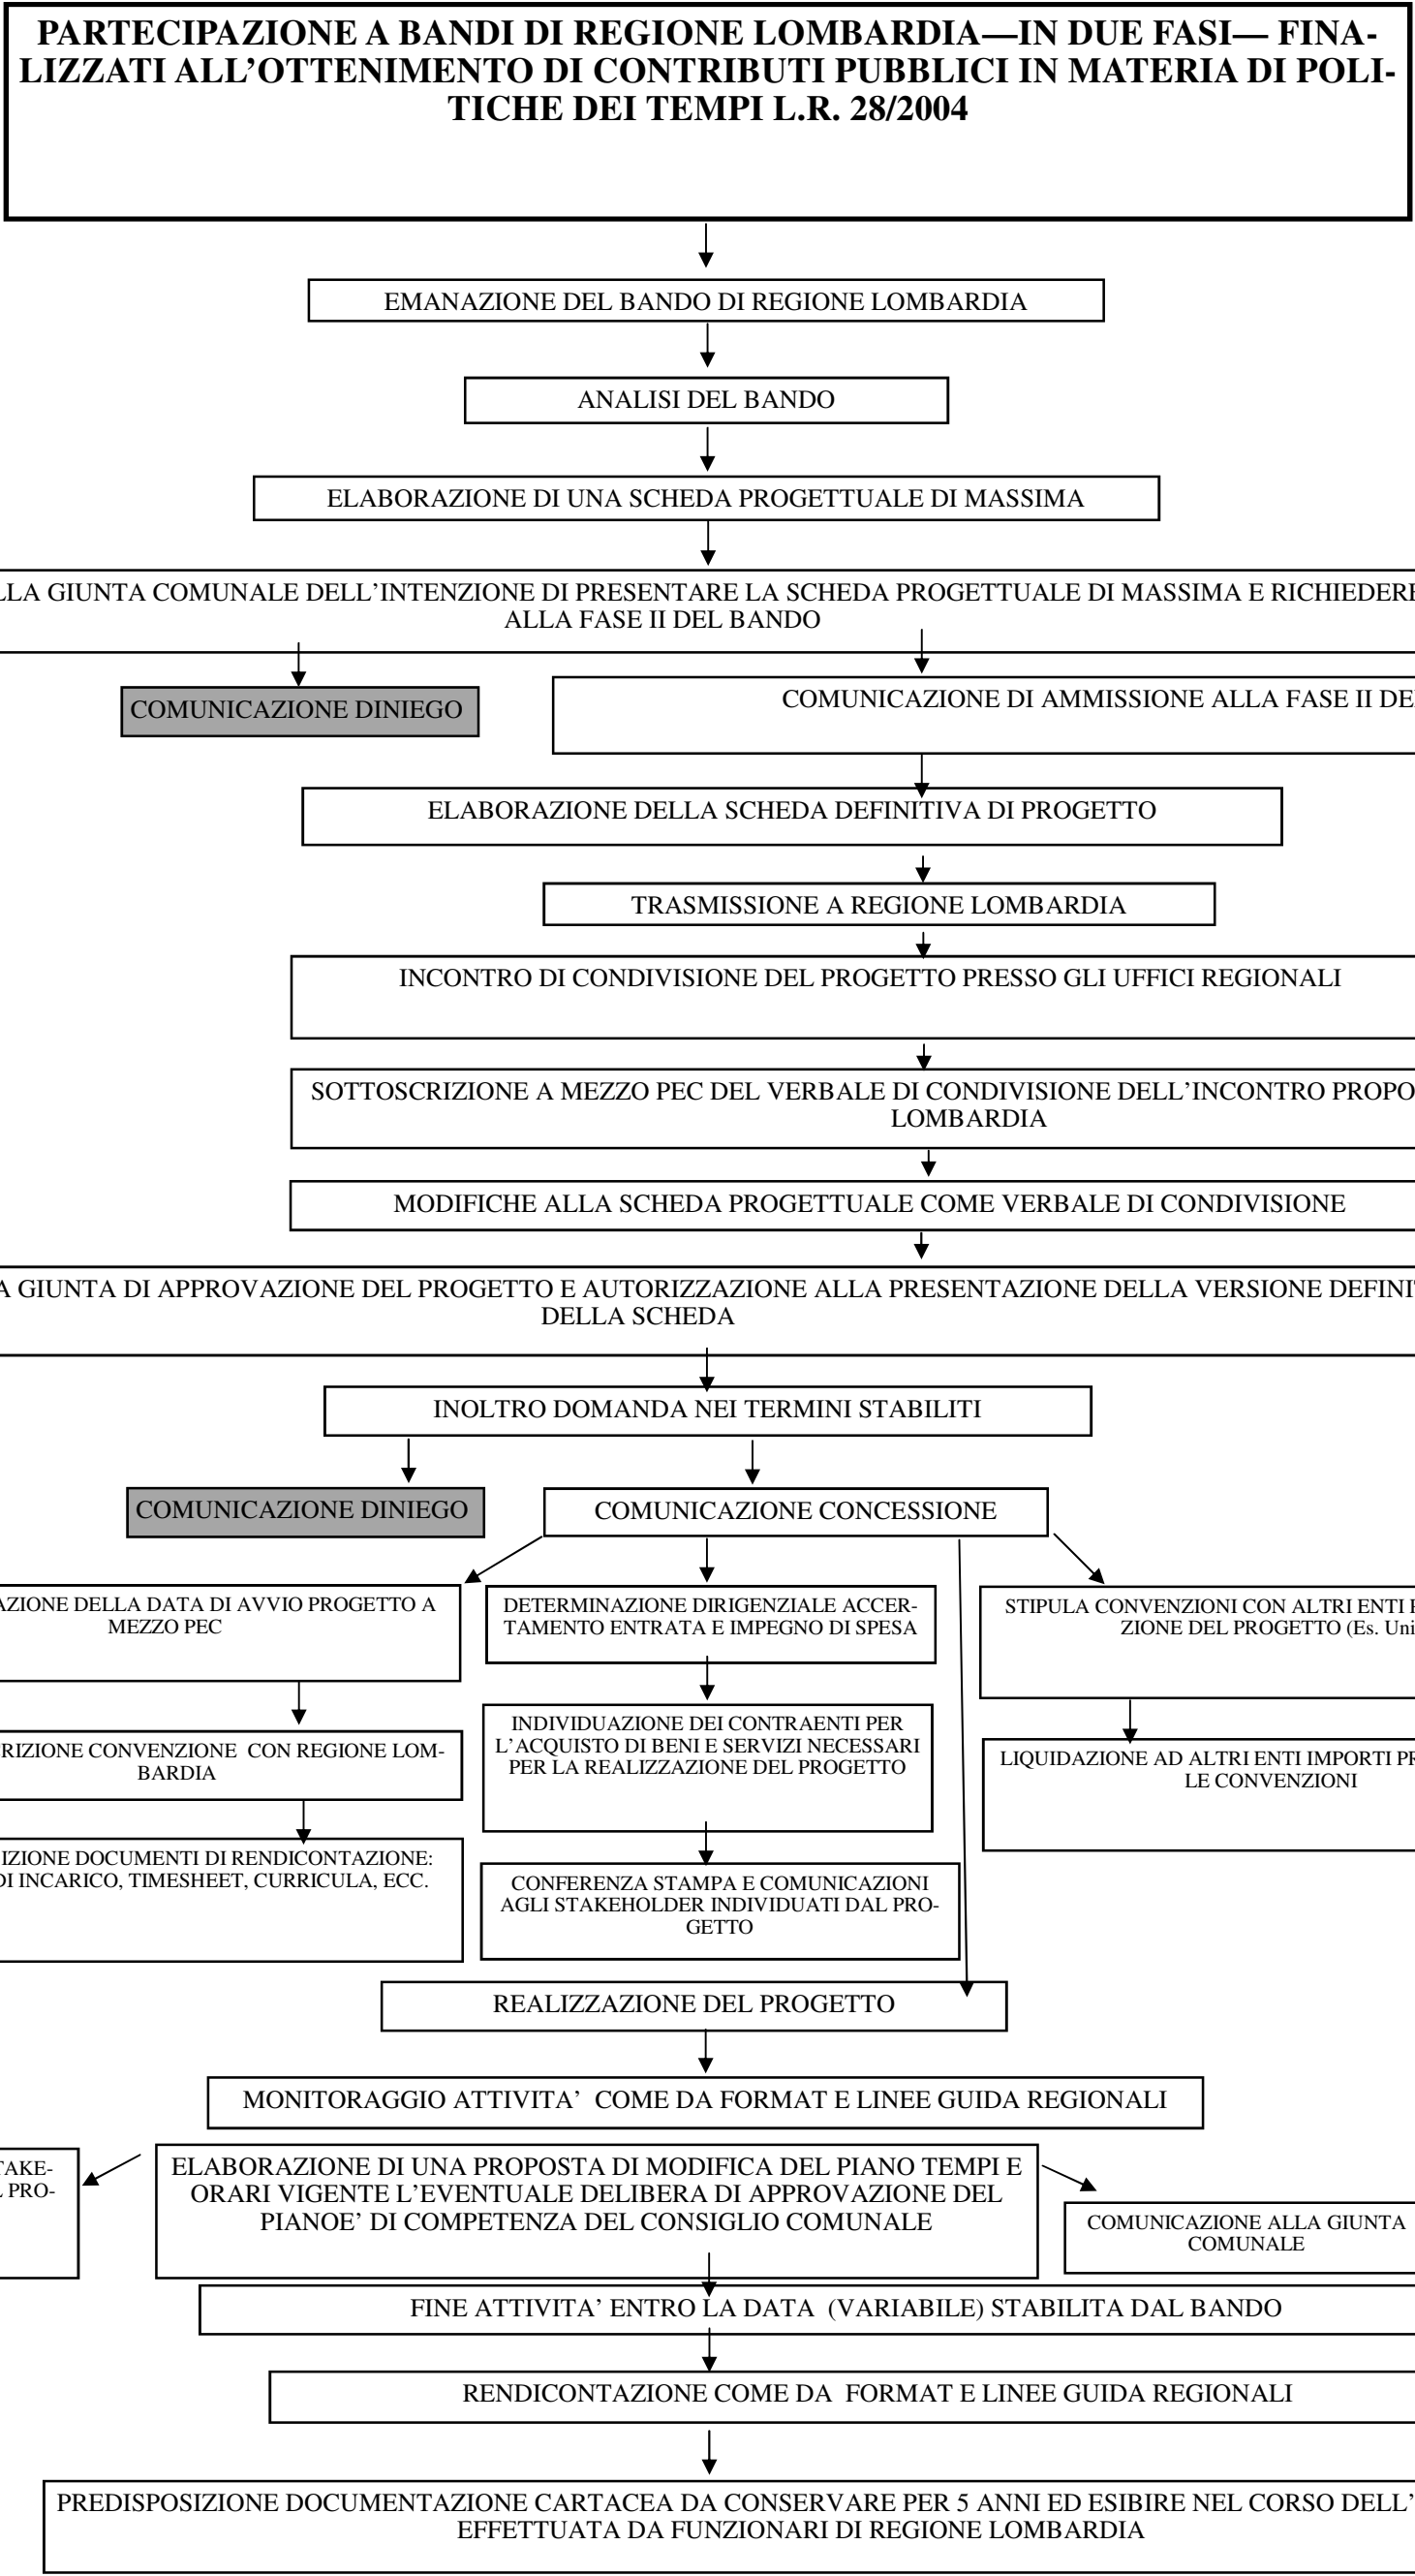 PARTECIPAZIONE A BANDI DI REGIONE LOMBARDIA—IN DUE FASI— FINA-
LIZZATI ALL’OTTENIMENTO DI CONTRIBUTI PUBBLICI IN MATERIA DI POLI-
TICHE DEI TEMPI L.R. 28/2004
EMANAZIONE DEL BANDO DI REGIONE LOMBARDIA
ANALISI DEL BANDO
ELABORAZIONE DI UNA SCHEDA PROGETTUALE DI MASSIMA
GIUNTA COMUNALE DELL’INTENZIONE DI PRESENTARE LA SCHEDA PROGETTUALE DI MASSIMA E RICHIEDERE
ALLA FASE II DEL BANDO
COMUNICAZIONE DINIEGO
COMUNICAZIONE DI AMMISSIONE ALLA FASE II
ELABORAZIONE DELLA SCHEDA DEFINITIVA DI PROGETTO
TRASMISSIONE A REGIONE LOMBARDIA
INCONTRO DI CONDIVISIONE DEL PROGETTO PRESSO GLI UFFICI REGIONALI
SOTTOSCRIZIONE A MEZZO PEC DEL VERBALE DI CONDIVISIONE DELL’INCONTRO PROPO
LOMBARDIA
MODIFICHE ALLA SCHEDA PROGETTUALE COME VERBALE DI CONDIVISIONE
A GIUNTA DI APPROVAZIONE DEL PROGETTO E AUTORIZZAZIONE ALLA PRESENTAZIONE DELLA VERSIONE DEFINI
DELLA SCHEDA
INOLTRO DOMANDA NEI TERMINI STABILITI
COMUNICAZIONE DINIEGO
COMUNICAZIONE CONCESSIONE
AZIONE DELLA DATA DI AVVIO PROGETTO A
MEZZO PEC
DETERMINAZIONE DIRIGENZIALE ACCER-
TAMENTO ENTRATA E IMPEGNO DI SPESA
STIPULA CONVENZIONI CON ALTRI ENTI
ZIONE DEL PROGETTO (Es. Uni
RIZIONE CONVENZIONE  CON REGIONE LOM-
BARDIA
INDIVIDUAZIONE DEI CONTRAENTI PER
L’ACQUISTO DI BENI E SERVIZI NECESSARI
PER LA REALIZZAZIONE DEL PROGETTO
LIQUIDAZIONE AD ALTRI ENTI IMPORTI PR
LE CONVENZIONI
IZIONE DOCUMENTI DI RENDICONTAZIONE:
DI INCARICO, TIMESHEET, CURRICULA, ECC.
CONFERENZA STAMPA E COMUNICAZIONI
AGLI STAKEHOLDER INDIVIDUATI DAL PRO-
GETTO
REALIZZAZIONE DEL PROGETTO
MONITORAGGIO ATTIVITA’  COME DA FORMAT E LINEE GUIDA REGIONALI
TAKE-
PRO-
ELABORAZIONE DI UNA PROPOSTA DI MODIFICA DEL PIANO TEMPI E
ORARI VIGENTE L’EVENTUALE DELIBERA DI APPROVAZIONE DEL
PIANOE’ DI COMPETENZA DEL CONSIGLIO COMUNALE
COMUNICAZIONE ALLA GIUNTA
COMUNALE
FINE ATTIVITA’ ENTRO LA DATA  (VARIABILE) STABILITA DAL BANDO
RENDICONTAZIONE COME DA  FORMAT E LINEE GUIDA REGIONALI
PREDISPOSIZIONE DOCUMENTAZIONE CARTACEA DA CONSERVARE PER 5 ANNI ED ESIBIRE NEL CORSO DELL’
EFFETTUATA DA FUNZIONARI DI REGIONE LOMBARDIA